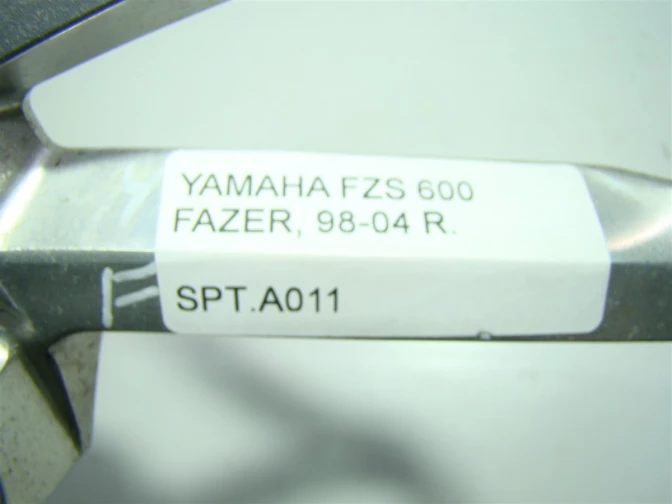 YAMAHA FZS 600
FAZER, 98-04 R.
SPT.A011